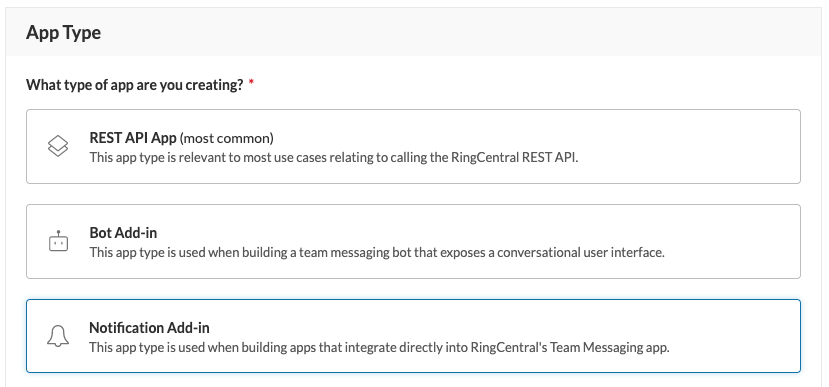 App Type
What type of app are you creating? *
REST API App (most common)
This app type is relevant to most use cases relating to calling the RingCentral REST API.
Bot Add-in
This app type is used when building a team messaging bot that exposes a conversational user interface.
Notification Add-in
This app type is used when building apps that integrate directly into RingCentral's Team Messaging app.